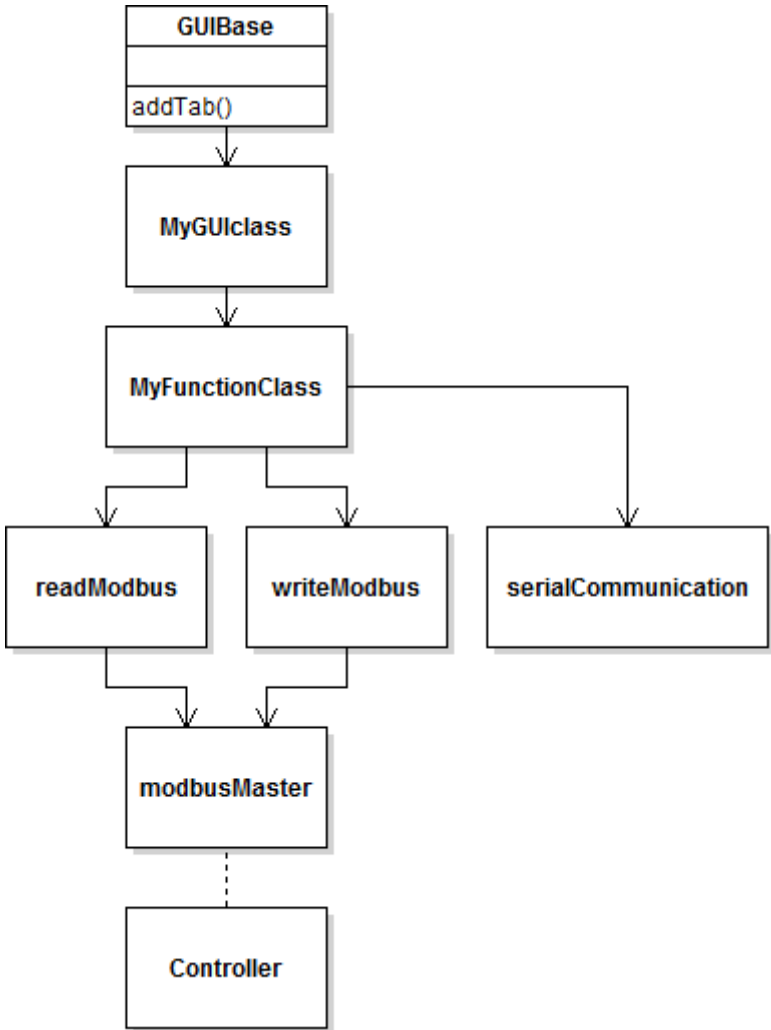 GUIBase
addTab()
MyGUIclass
MyFunctionClass
readModbus
writeModbus
serialCommunication
modbusMaster
Controller